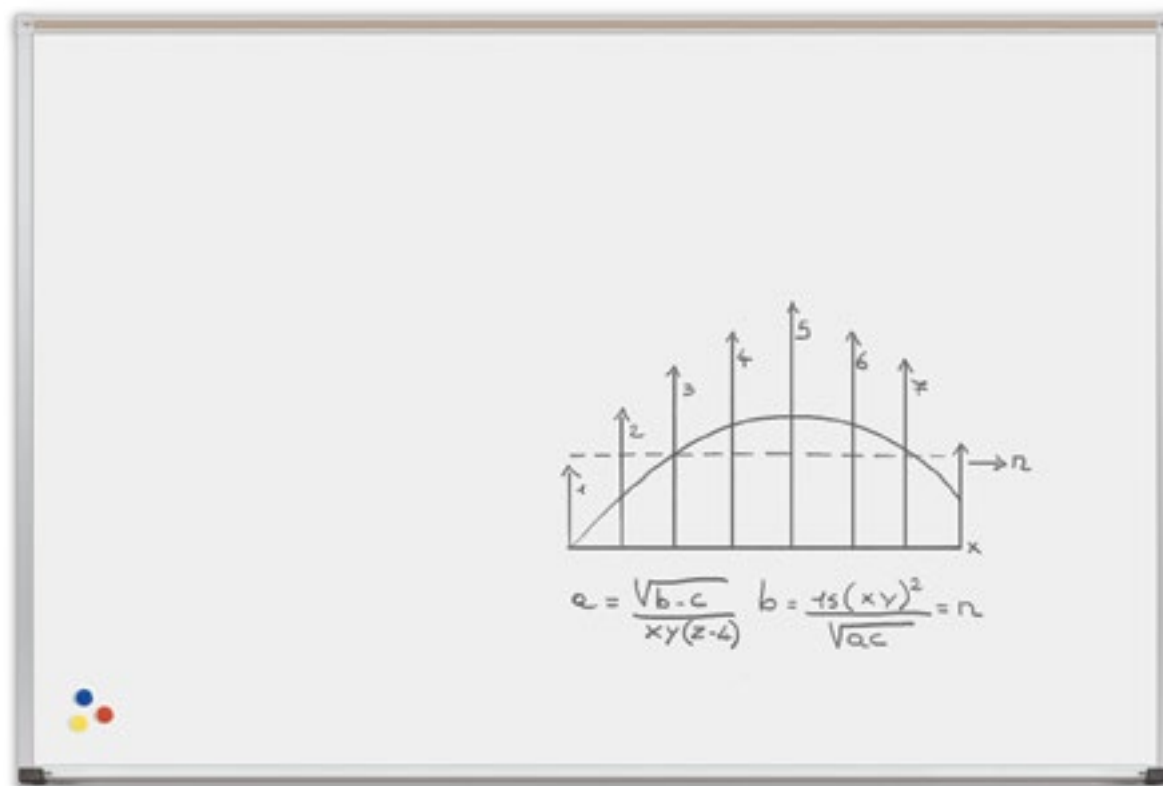 5
4
6
3
7
2
n
1
x
a = √(b-c) / xy(z-4) b = 15(xy)² / √(ac) = n